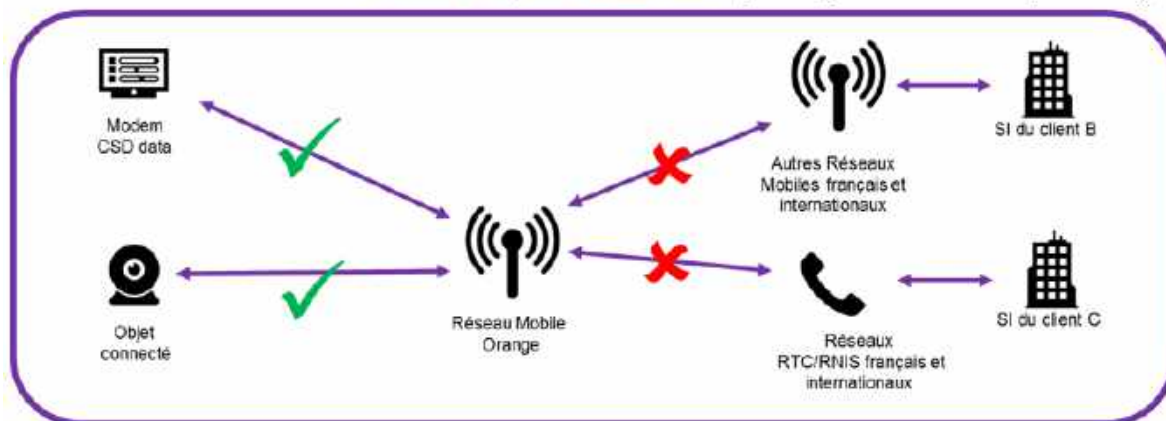 Modem
CSD data
SI du client B
Autres Réseaux
Mobiles français et
internationaux
Objet
connecté
Réseau Mobile
Orange
SI du client C
Réseaux
RTC/RNIS français et
internationaux